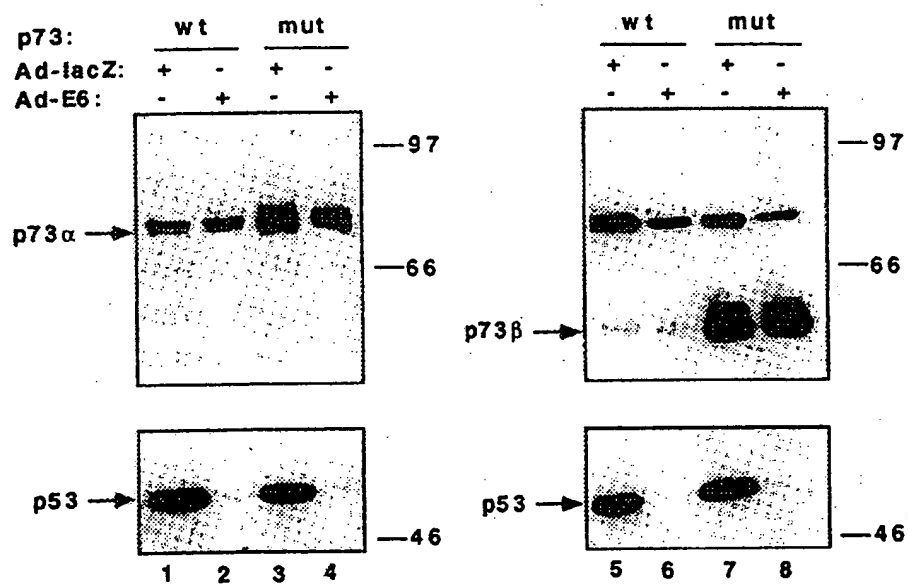 p73: wt mut wt mut
Ad-lacZ: + - + - + - + -
Ad-E6: - + - + - + - +
—97 —97
p73α
—66 —66
p73β
p53 p53
—46 —46
1 2 3 4 5 6 7 8